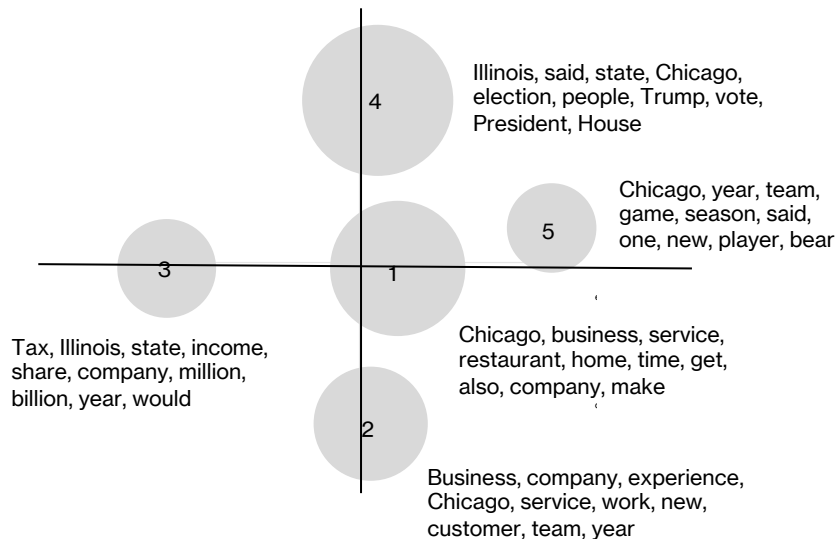 4
Illinois, said, state, Chicago,
election, people, Trump, vote,
President, House
Chicago, year, team,
game, season, said,
one, new, player, bear
5
3
1
Tax, Illinois, state, income,
share, company, million,
billion, year, would
Chicago, business, service,
restaurant, home, time, get,
also, company, make
2
Business, company, experience,
Chicago, service, work, new,
customer, team, year